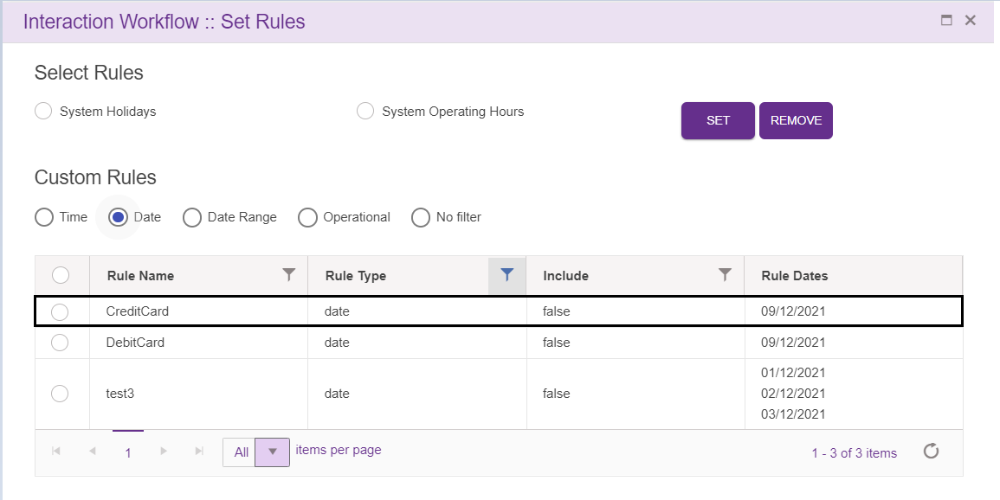 Interaction Workflow :: Set Rules
Select Rules
System Holidays
System Operating Hours
SET
REMOVE
Custom Rules
Time
Date
Date Range
Operational
No filter
Rule Name
Rule Type
Include
Rule Dates
CreditCard
date
false
09/12/2021
DebitCard
date
false
09/12/2021
test3
date
false
01/12/2021
02/12/2021
03/12/2021
1
All
items per page
1 - 3 of 3 items